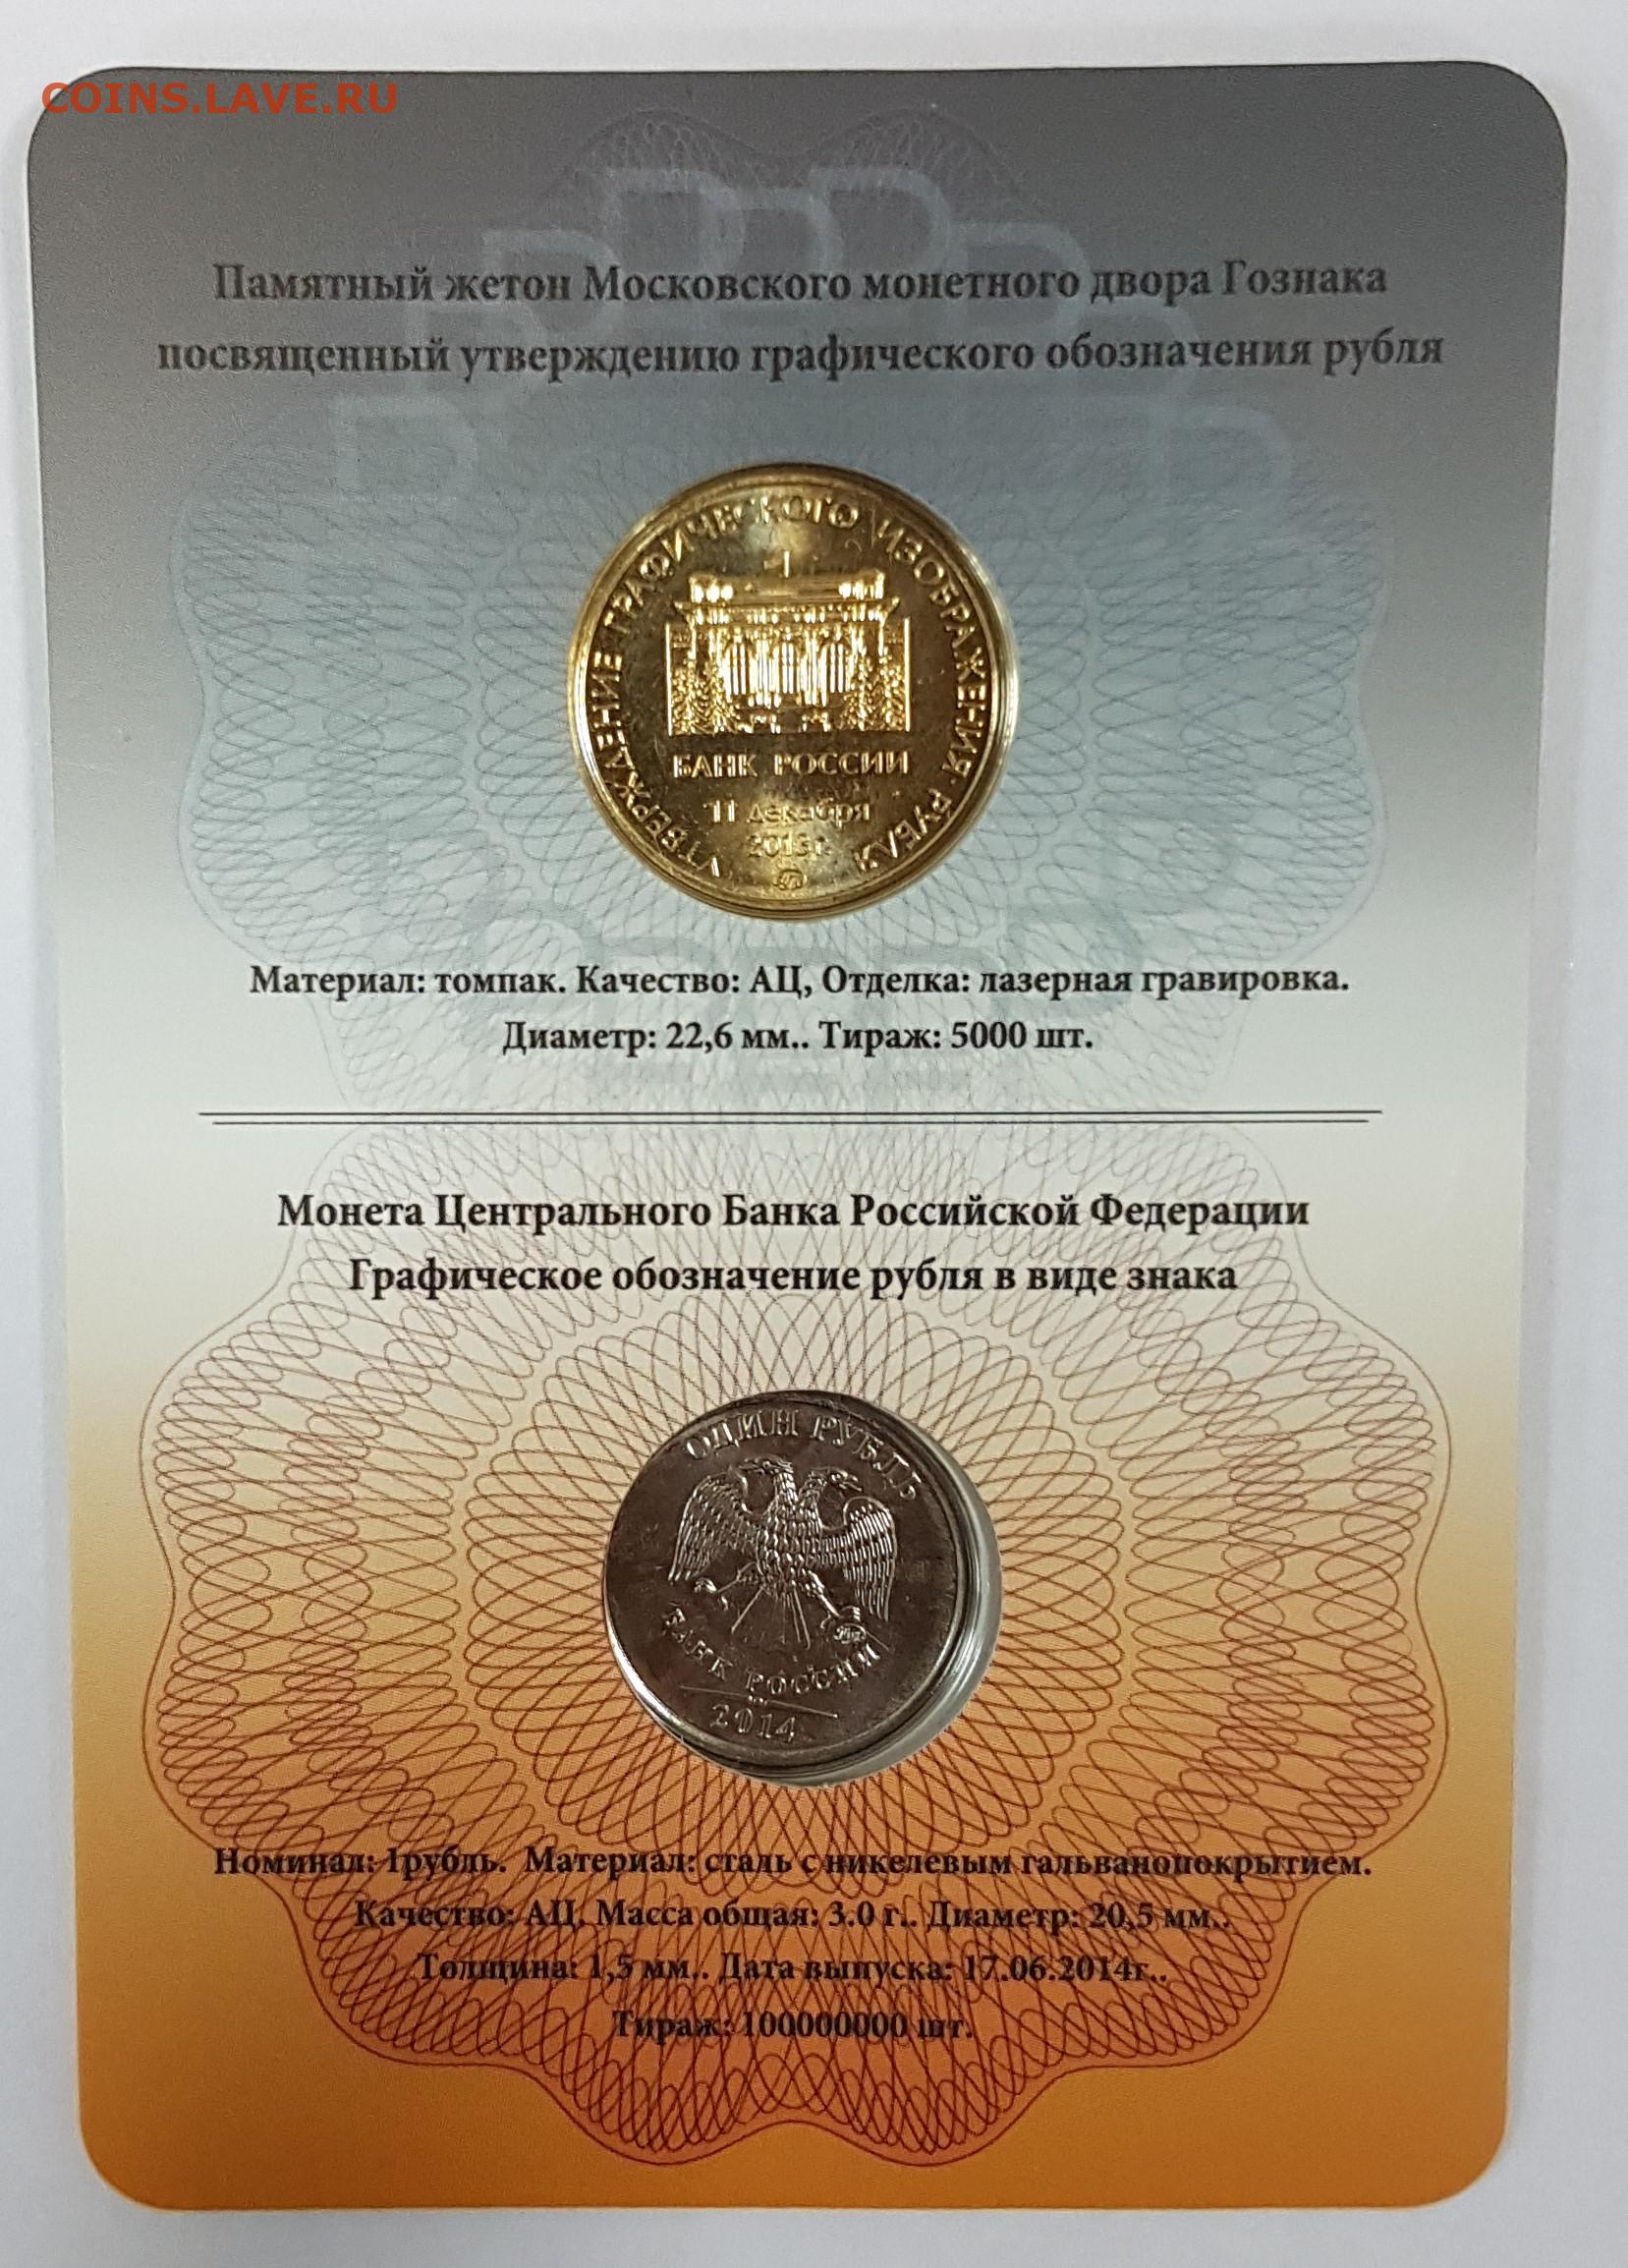 COINS.LAVE.RU
Памятный жетон Московского монетного двора Гознака
посвященный утверждению графического обозначения рубля
УТВЕРЖДЕНИЕ ГРАФИЧЕСКОГО ИЗОБРАЖЕНИЯ РУБЛЯ
БАНК РОССИИ
11 декабря
2013г.
Материал: томпак. Качество: АЦ, Отделка: лазерная гравировка.
Диаметр: 22,6 мм.. Тираж: 5000 шт.
Монета Центрального Банка Российской Федерации
Графическое обозначение рубля в виде знака
ОДИН РУБЛЬ
БАНК РОССИИ
2014
Номинал: 1рубль. Материал: сталь с никелевым гальванопокрытием.
Качество: АЦ. Масса общая: 3.0 г.. Диаметр: 20,5 мм..
Толщина: 1,5 мм.. Дата выпуска: 17.06.2014г..
Тираж: 100000000 шт.